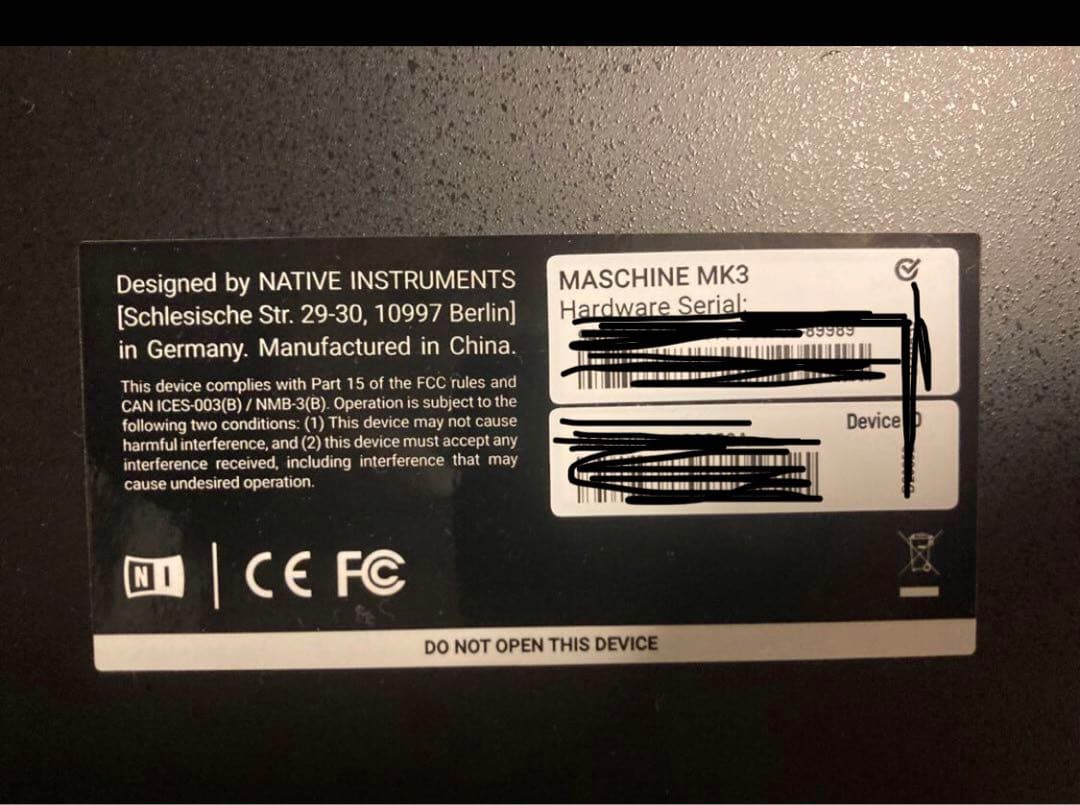 Designed by NATIVE INSTRUMENTS
[Schlesische Str. 29-30, 10997 Berlin]
in Germany. Manufactured in China.
This device complies with Part 15 of the FCC rules and
CAN ICES-003(B) / NMB-3(B). Operation is subject to the
following two conditions: (1) This device may not cause
harmful interference, and (2) this device must accept any
interference received, including interference that may
cause undesired operation.
NI
CE FC
MASCHINE MK3
Hardware Serial:
89989
Device
DO NOT OPEN THIS DEVICE